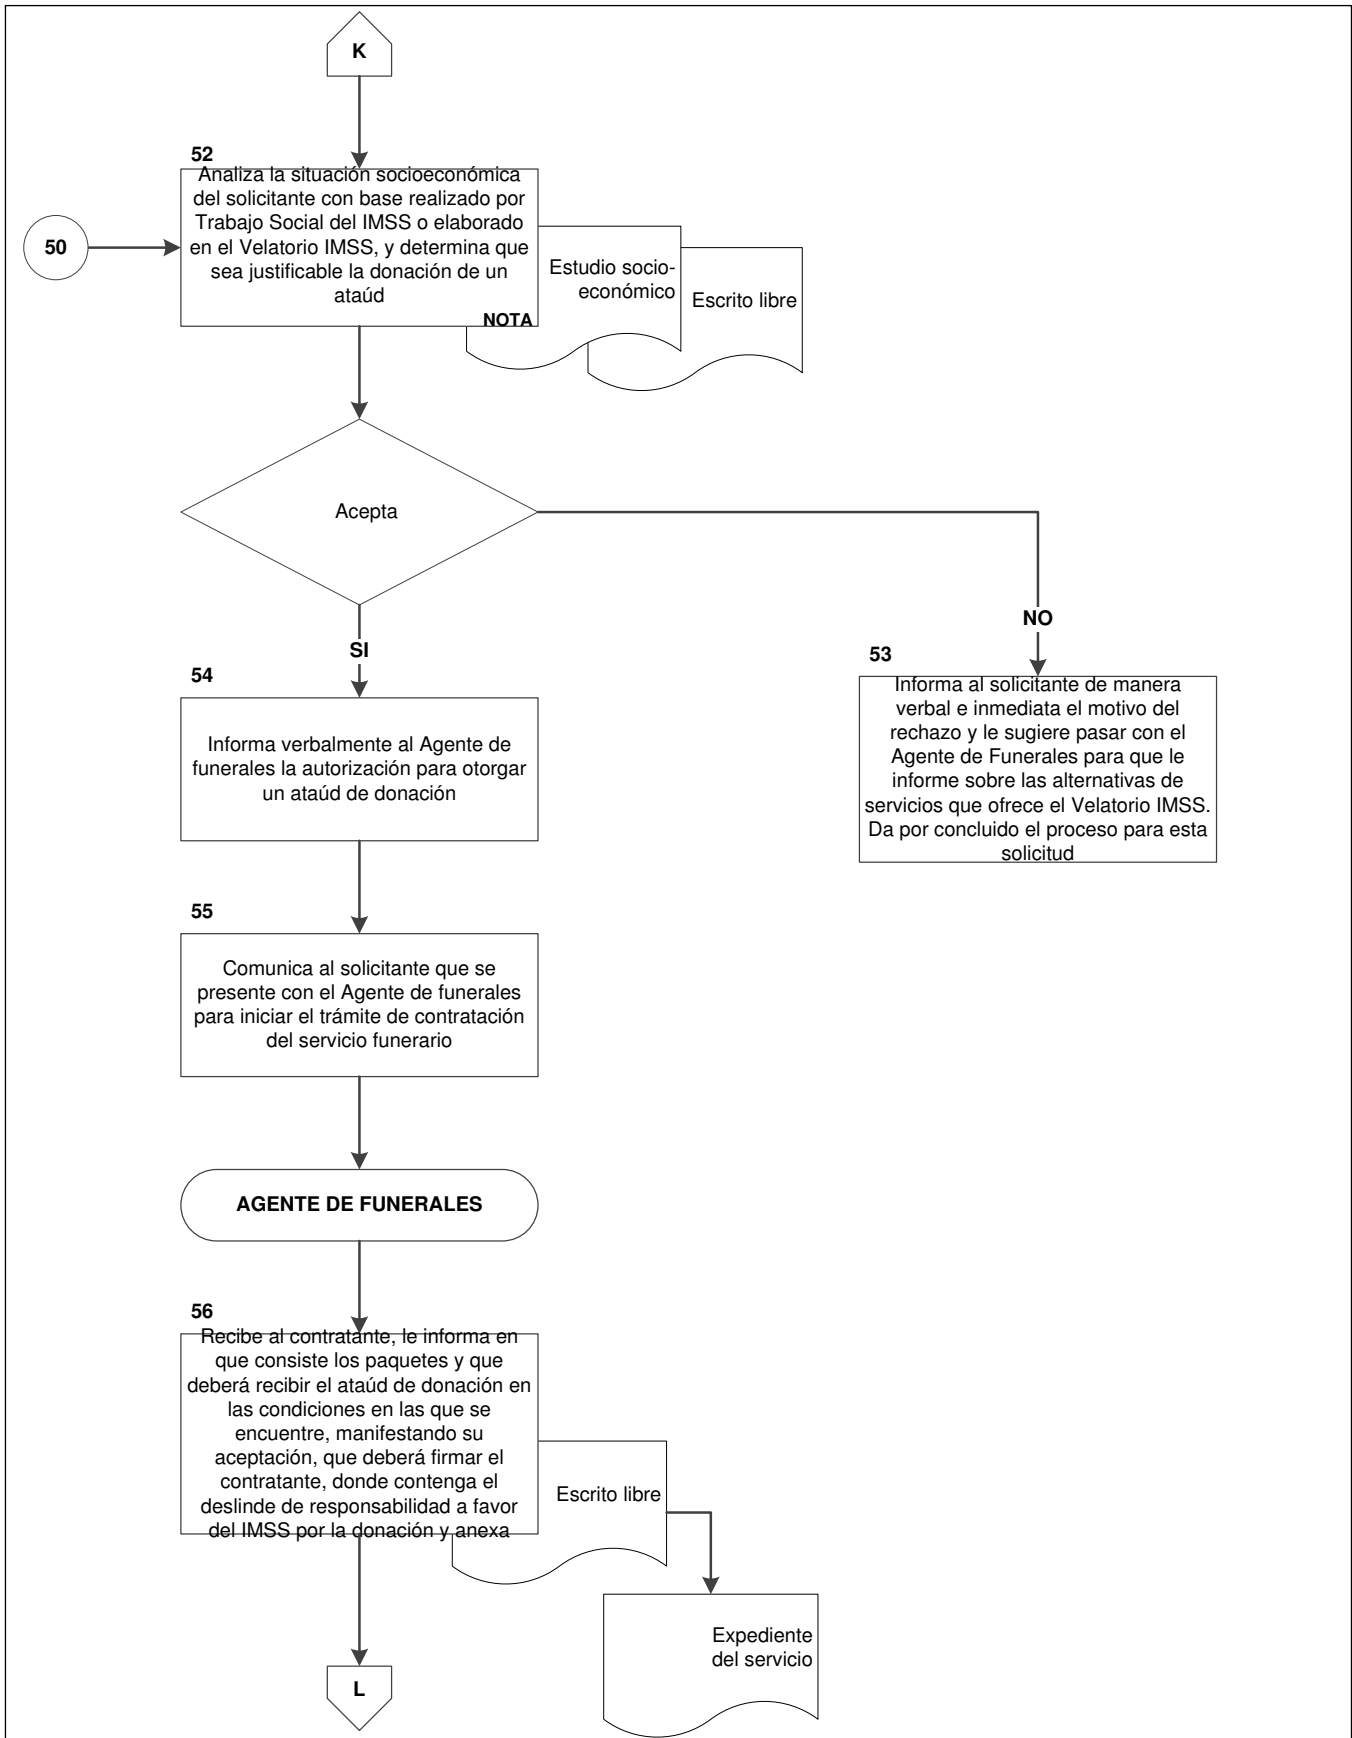 K
52
Analiza la situación socioeconómica
del solicitante con base realizado por
Trabajo Social del IMSS o elaborado
en el Velatorio IMSS, y determina que
sea justificable la donación de un
ataúd
NOTA
50
Estudio socio-
económico
Escrito libre
Acepta
SI
NO
53
Informa al solicitante de manera
verbal e inmediata el motivo del
rechazo y le sugiere pasar con el
Agente de Funerales para que le
informe sobre las alternativas de
servicios que ofrece el Velatorio IMSS.
Da por concluido el proceso para esta
solicitud
54
Informa verbalmente al Agente de
funerales la autorización para otorgar
un ataúd de donación
55
Comunica al solicitante que se
presente con el Agente de funerales
para iniciar el trámite de contratación
del servicio funerario
AGENTE DE FUNERALES
56
Recibe al contratante, le informa en
que consiste los paquetes y que
deberá recibir el ataúd de donación en
las condiciones en las que se
encuentre, manifestando su
aceptación, que deberá firmar el
contratante, donde contenga el
deslinde de responsabilidad a favor
del IMSS por la donación y anexa
Escrito libre
Expediente
del servicio
L